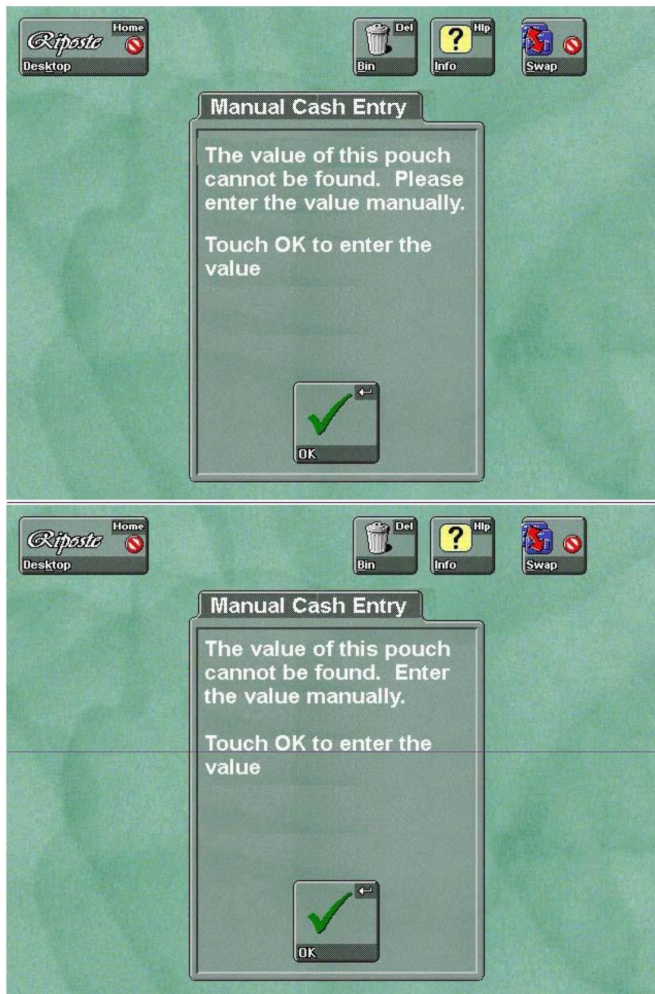 Riposte Home
Desktop
Del
Bin
Hlp
?
Info
Swap
Manual Cash Entry
The value of this pouch
cannot be found. Please
enter the value manually.
Touch OK to enter the
value
OK
Riposte Home
Desktop
Del
Bin
Hlp
?
Info
Swap
Manual Cash Entry
The value of this pouch
cannot be found. Enter
the value manually.
Touch OK to enter the
value
OK